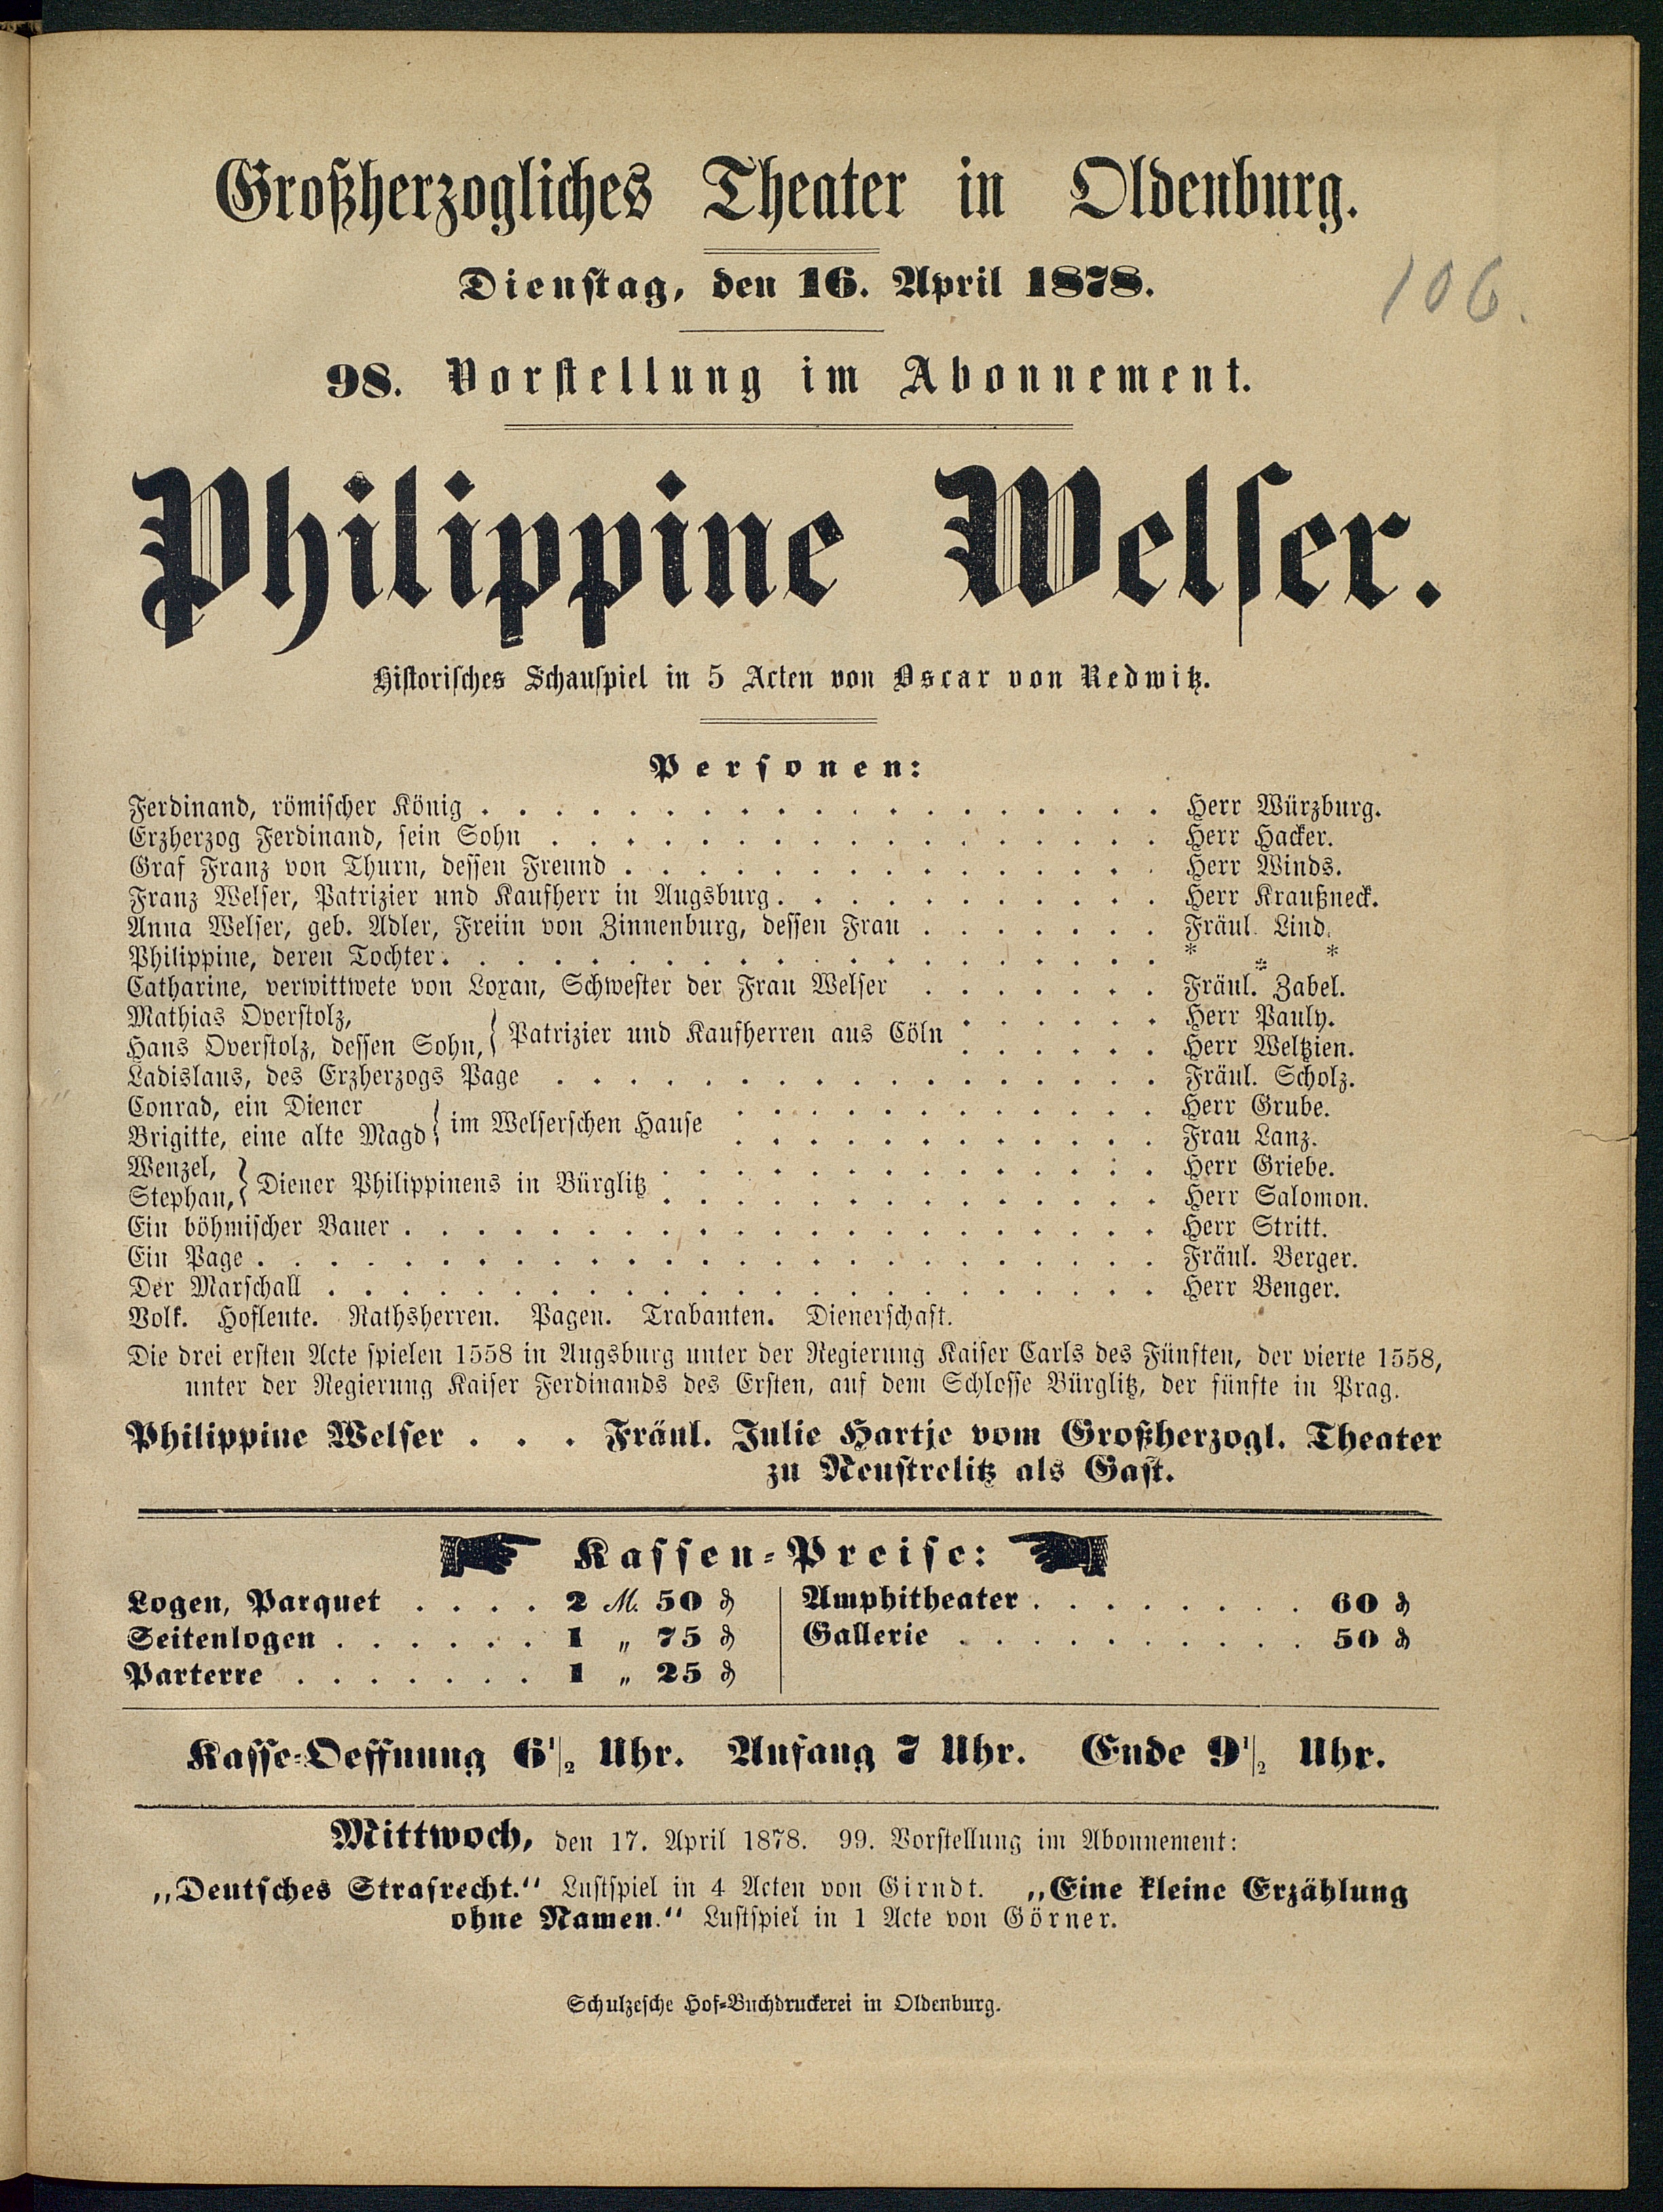 Großherzogliches Theater in Oldenburg.
Dienstag, den 16. April 1878.
106.
98. Vorstellung im Abonnement.
Philippine Welser.
Historisches Schauspiel in 5 Acten von Oscar von Redwitz.
Personen:
Ferdinand, römischer König . . . . . . . . . . Herr Würzburg.
Erzherzog Ferdinand, sein Sohn . . . . . . . . . . Herr Hacker.
Graf Franz von Thurn, dessen Freund . . . . . . . . . . Herr Winds.
Franz Welser, Patrizier und Kaufherr in Augsburg . . . . . . . . . . Herr Kraußneck.
Anna Welser, geb. Adler, Freiin von Zinnenburg, dessen Frau . . . . . . . Fräul. Lind.
Philippine, deren Tochter . . . . . . . . . . * * *
Catharine, verwittwete von Loxan, Schwester der Frau Welser . . . . . . . Fräul. Zabel.
Mathias Overstolz, } Patrizier und Kaufherren aus Cöln . . . . . . Herr Pauly.
Hans Overstolz, dessen Sohn, } . . . . . . Herr Weltzien.
Ladislaus, des Erzherzogs Page . . . . . . . . . . Fräul. Scholz.
Conrad, ein Diener } im Welserschen Hause . . . . . . . . . . Herr Grube.
Brigitte, eine alte Magd } . . . . . . . . . . Frau Lanz.
Wenzel, } Diener Philippinens in Bürglitz . . . . . . . . . . Herr Griebe.
Stephan, } . . . . . . . . . . Herr Salomon.
Ein böhmischer Bauer . . . . . . . . . . Herr Stritt.
Ein Page . . . . . . . . . . Fräul. Berger.
Der Marschall . . . . . . . . . . Herr Benger.
Volk. Hofleute. Rathsherren. Pagen. Trabanten. Dienerschaft.
Die drei ersten Acte spielen 1558 in Augsburg unter der Regierung Kaiser Carls des Fünften, der vierte 1558,
unter der Regierung Kaiser Ferdinands des Ersten, auf dem Schlosse Bürglitz, der fünfte in Prag.
Philippine Welser . . . Fräul. Julie Hartje vom Großherzogl. Theater
zu Neustrelitz als Gast.
Kassen-Preise:
Logen, Parquet . . . . 2 M. 50 ₰ Amphitheater . . . . . . . . 60 ₰
Seitenlogen . . . . . . 1 „ 75 ₰ Gallerie . . . . . . . . . . 50 ₰
Parterre . . . . . . . 1 „ 25 ₰
Kasse-Oeffnung 6 1/2 Uhr. Anfang 7 Uhr. Ende 9 1/2 Uhr.
Mittwoch, den 17. April 1878. 99. Vorstellung im Abonnement:
„Deutsches Strafrecht.“ Lustspiel in 4 Acten von Girndt. „Eine kleine Erzählung
ohne Namen.“ Lustspiel in 1 Acte von Görner.
Schulzesche Hof-Buchdruckerei in Oldenburg.